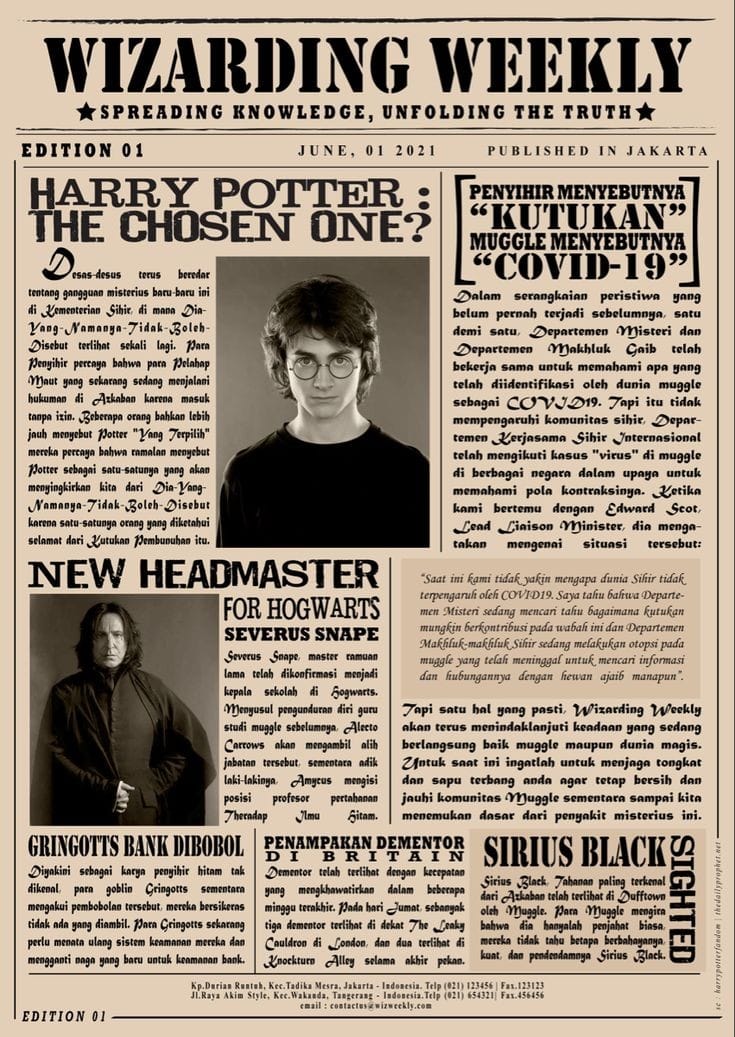 WIZARDING WEEKLY
★SPREADING KNOWLEDGE, UNFOLDING THE TRUTH★
EDITION 01
JUNE, 01 2021
PUBLISHED IN JAKARTA
HARRY POTTER :
THE CHOSEN ONE?
Desas-desus terus beredar
tentang gangguan misterius baru-baru ini
di Kementerian Sihir, di mana Dia-
Yang-Namanya-Tidak-Boleh-
Disebut terlihat sekali lagi. Para
Penyihir percaya bahwa para Pelahap
Maut yang sekarang sedang menjalani
hukuman di Azkaban karena masuk
tanpa izin. Beberapa orang bahkan lebih
jauh menyebut Potter "Yang Terpilih"
mereka percaya bahwa ramalan menyebut
Potter sebagai satu-satunya yang akan
menyingkirkan kita dari Dia-Yang-
Namanya-Tidak-Boleh-Disebut
karena satu-satunya orang yang diketahui
selamat dari Kutukan Pembunuhan itu.
[PENYIHIR MENYEBUTNYA
"KUTUKAN"
MUGGLE MENYEBUTNYA
"COVID-19"]
Dalam serangkaian peristiwa yang
belum pernah terjadi sebelumnya, satu
demi satu, Departemen Misteri dan
Departemen Makhluk Gaib telah
bekerja sama untuk memahami apa yang
telah diidentifikasi oleh dunia muggle
sebagai COVID19. Tapi itu tidak
mempengaruhi komunitas sihir, Depar-
temen Kerjasama Sihir Internasional
telah mengikuti kasus "virus" di muggle
di berbagai negara dalam upaya untuk
memahami pola kontraksinya. Ketika
kami bertemu dengan Edward Scot,
Lead Liaison Minister, dia menga-
takan mengenai situasi tersebut:
"Saat ini kami tidak yakin mengapa dunia Sihir tidak
terpengaruh oleh COVID19. Saya tahu bahwa Departe-
men Misteri sedang mencari tahu bagaimana kutukan
mungkin berkontribusi pada wabah ini dan Departemen
Makhluk-makhluk Sihir sedang melakukan otopsi pada
muggle yang telah meninggal untuk mencari informasi
dan hubungannya dengan hewan ajaib manapun".
Tapi satu hal yang pasti, Wizarding Weekly
akan terus menindaklanjuti keadaan yang sedang
berlangsung baik muggle maupun dunia magis.
Untuk saat ini ingatlah untuk menjaga tongkat
dan sapu terbang anda agar tetap bersih dan
jauhi komunitas Muggle sementara sampai kita
menemukan dasar dari penyakit misterius ini.
NEW HEADMASTER
FOR HOGWARTS
SEVERUS SNAPE
Severus Snape, master ramuan
lama telah dikonfirmasi menjadi
kepala sekolah di Hogwarts.
Menyusul pengunduran diri guru
studi muggle sebelumnya, Alecto
Carrows akan mengambil alih
jabatan tersebut, sementara adik
laki-lakinya, Amycus mengisi
posisi profesor pertahanan
Theradap Ilmu Hitam.
GRINGOTTS BANK DIBOBOL
Diyakini sebagai karya penyihir hitam tak
dikenal, para goblin Gringotts sementara
mengakui pembobolan tersebut, mereka bersikeras
tidak ada yang diambil. Para Gringotts sekarang
perlu menata ulang sistem keamanan mereka dan
mengganti naga yang baru untuk keamanan bank.
PENAMPAKAN DEMENTOR
DI BRITAIN
Dementor telah terlihat dengan kecepatan
yang mengkhawatirkan dalam beberapa
minggu terakhir. Pada hari Jumat, sebanyak
tiga dementor terlihat di dekat The Leaky
Cauldron di London, dan dua terlihat di
Knockturn Alley selama akhir pekan.
SIRIUS BLACK
SIGHTED
Sirius Black, Tahanan paling terkenal
dari Azkaban telah terlihat di Dufftown
oleh Muggle. Para Muggle mengira
bahwa dia hanyalah penjahat biasa,
mereka tidak tahu betapa berbahayanya,
kuat, dan pendendamnya Sirius Black.
sc : harrypotterfandom | thedailyprophet.net
Kp.Durian Runtuh, Kec.Tadika Mesra, Jakarta - Indonesia. Telp (021) 123456 | Fax.123123
Jl.Raya Akim Style, Kec.Wakanda, Tangerang - Indonesia.Telp (021) 654321| Fax.456456
email : contactus@wizweekly.com
EDITION 01